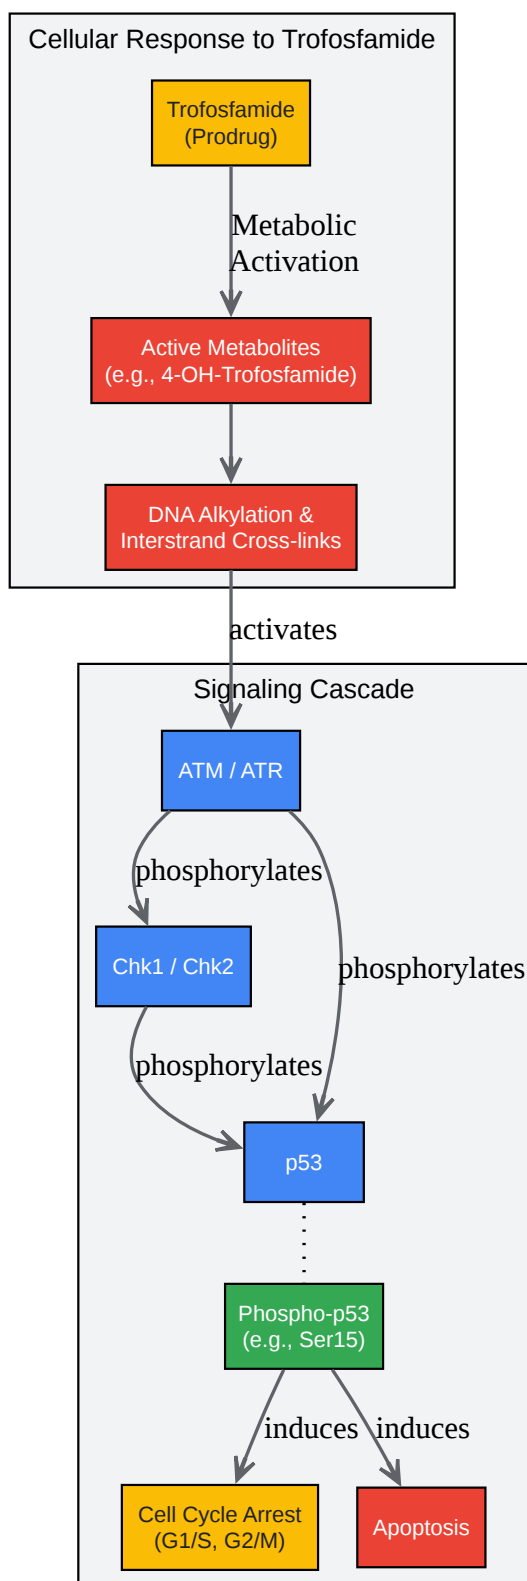 Cellular Response to Trofosfamide
Trofosfamide
(Prodrug)
Metabolic
Activation
Active Metabolites
(e.g., 4-OH-Trofosfamide)
DNA Alkylation &
Interstrand Cross-links
activates
Signaling Cascade
ATM / ATR
phosphorylates
Chk1 / Chk2
phosphorylates
phosphorylates
p53
Phospho-p53
(e.g., Ser15)
induces
induces
Cell Cycle Arrest
(G1/S, G2/M)
Apoptosis